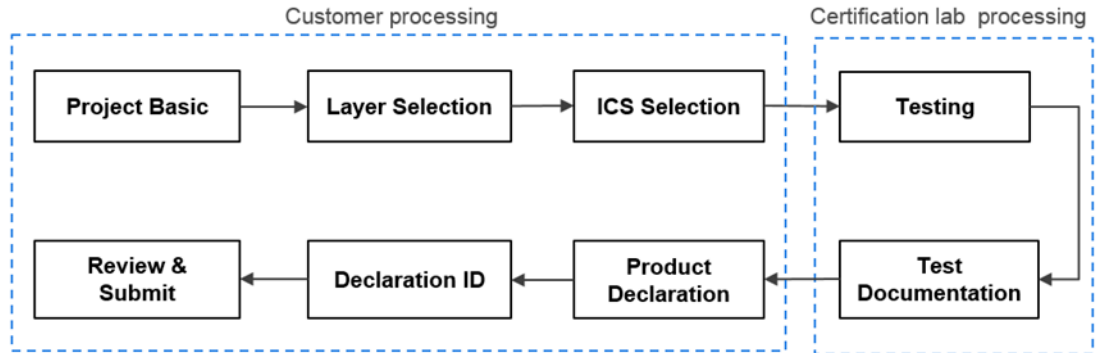 Customer processing
Certification lab processing
Project Basic
Layer Selection
ICS Selection
Testing
Review &
Submit
Declaration ID
Product
Declaration
Test
Documentation